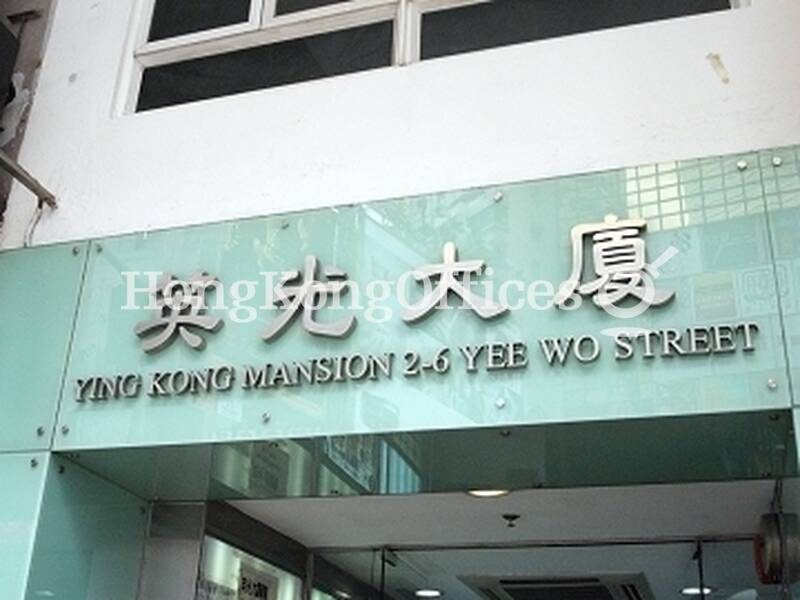 英光大廈
YING KONG MANSION 2-6 YEE WO STREET
HongKongOffices